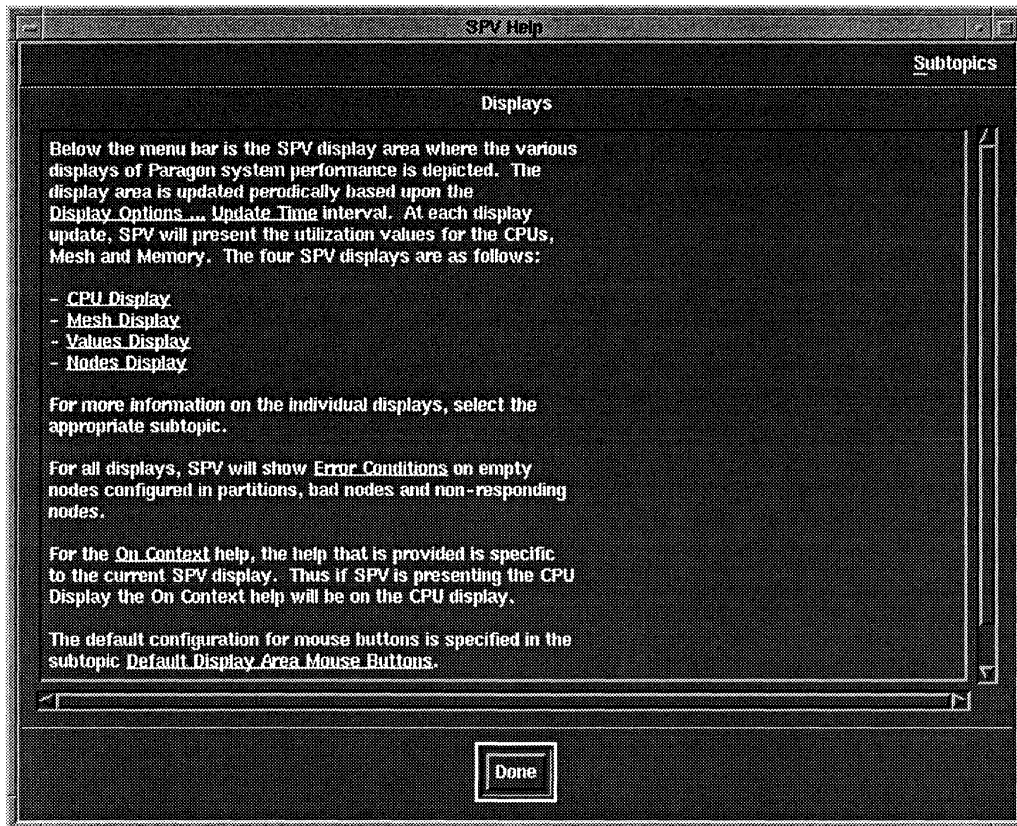 SPV Help
Subtopics
Displays
Below the menu bar is the SPV display area where the various
displays of Paragon system performance is depicted.  The
display area is updated perodically based upon the
Display Options ... Update Time interval.  At each display
update, SPV will present the utilization values for the CPUs,
Mesh and Memory.  The four SPV displays are as follows:
- CPU Display
- Mesh Display
- Values Display
- Nodes Display
For more information on the individual displays, select the
appropriate subtopic.
For all displays, SPV will show Error Conditions on empty
nodes configured in partitions, bad nodes and non-responding
nodes.
For the On Context help, the help that is provided is specific
to the current SPV display.  Thus if SPV is presenting the CPU
Display the On Context help will be on the CPU display.
The default configuration for mouse buttons is specified in the
subtopic Default Display Area Mouse Buttons.
Done